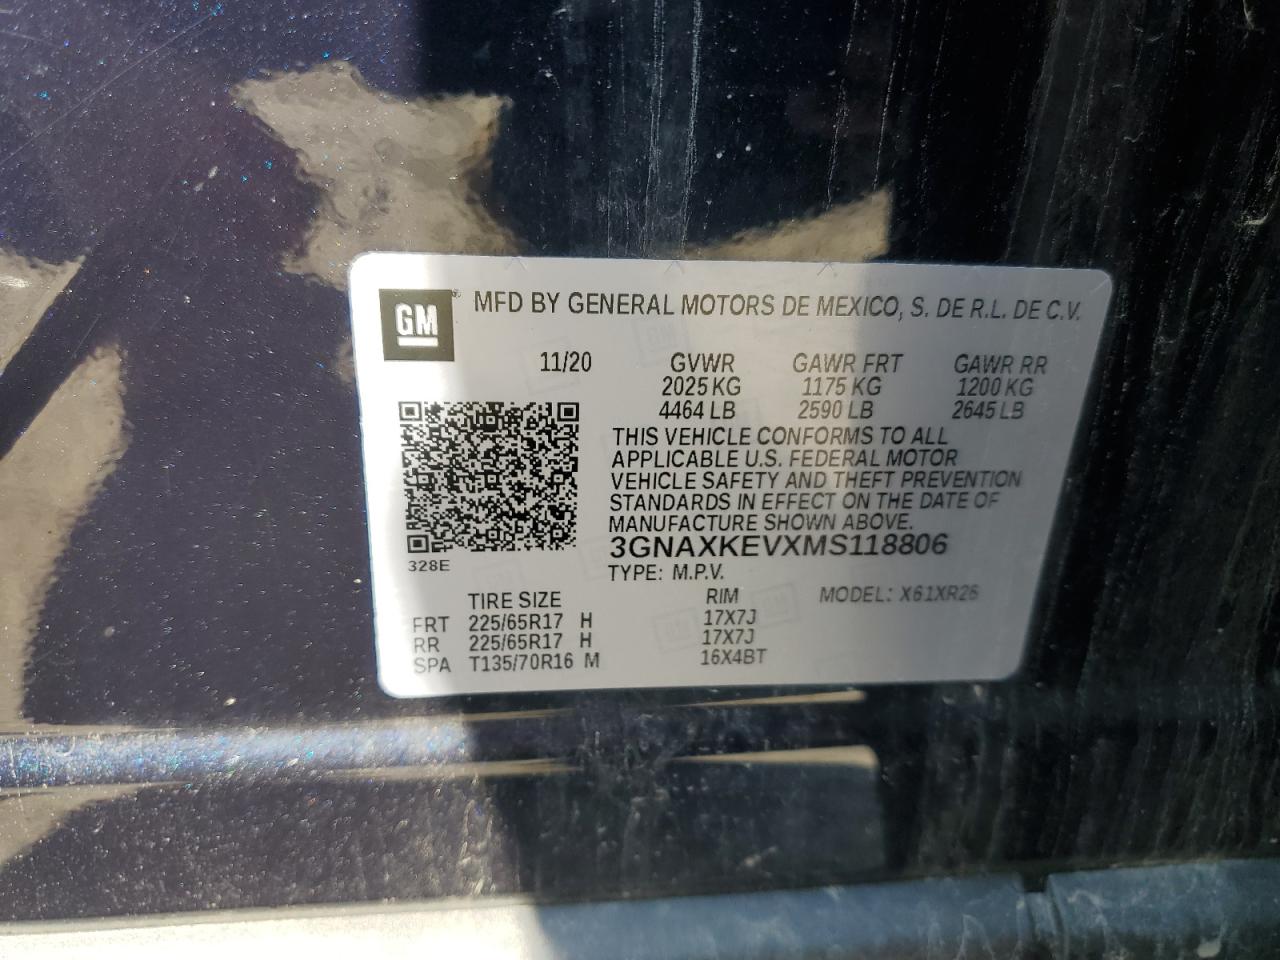 GM
MFD BY GENERAL MOTORS DE MEXICO, S. DE R.L. DE C.V.
11/20 GVWR GAWR FRT GAWR RR
2025 KG 1175 KG 1200 KG
4464 LB 2590 LB 2645 LB
THIS VEHICLE CONFORMS TO ALL
APPLICABLE U.S. FEDERAL MOTOR
VEHICLE SAFETY AND THEFT PREVENTION
STANDARDS IN EFFECT ON THE DATE OF
MANUFACTURE SHOWN ABOVE.
3GNAXKEVXMS118806
328E
TYPE: M.P.V.
TIRE SIZE RIM MODEL: X61XR26
FRT 225/65R17 H 17X7J
RR 225/65R17 H 17X7J
SPA T135/70R16 M 16X4BT